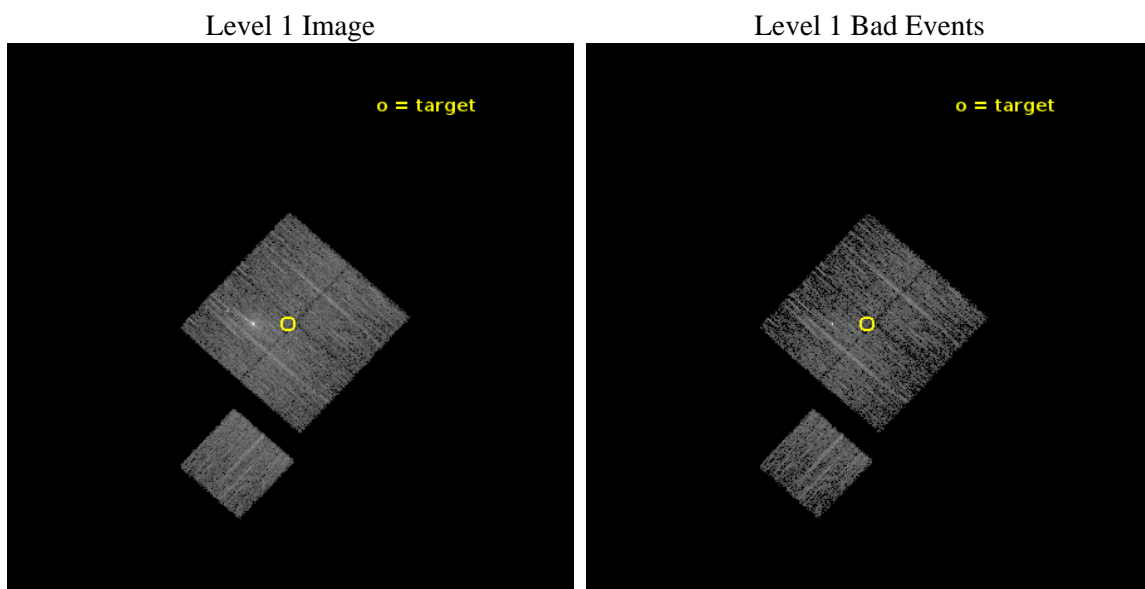 Level 1 Image
Level 1 Bad Events
o = target
o = target